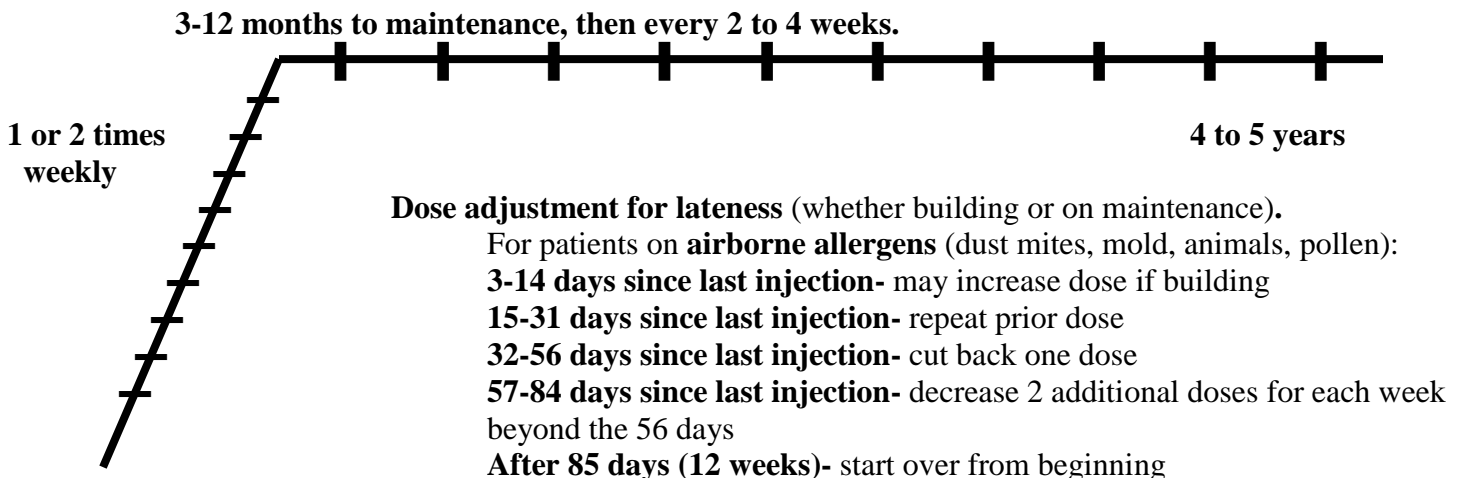 3-12 months to maintenance, then every 2 to 4 weeks.
1 or 2 times
weekly
4 to 5 years
Dose adjustment for lateness (whether building or on maintenance).
For patients on airborne allergens (dust mites, mold, animals, pollen):
3-14 days since last injection- may increase dose if building
15-31 days since last injection- repeat prior dose
32-56 days since last injection- cut back one dose
57-84 days since last injection- decrease 2 additional doses for each week
beyond the 56 days
After 85 days (12 weeks)- start over from beginning